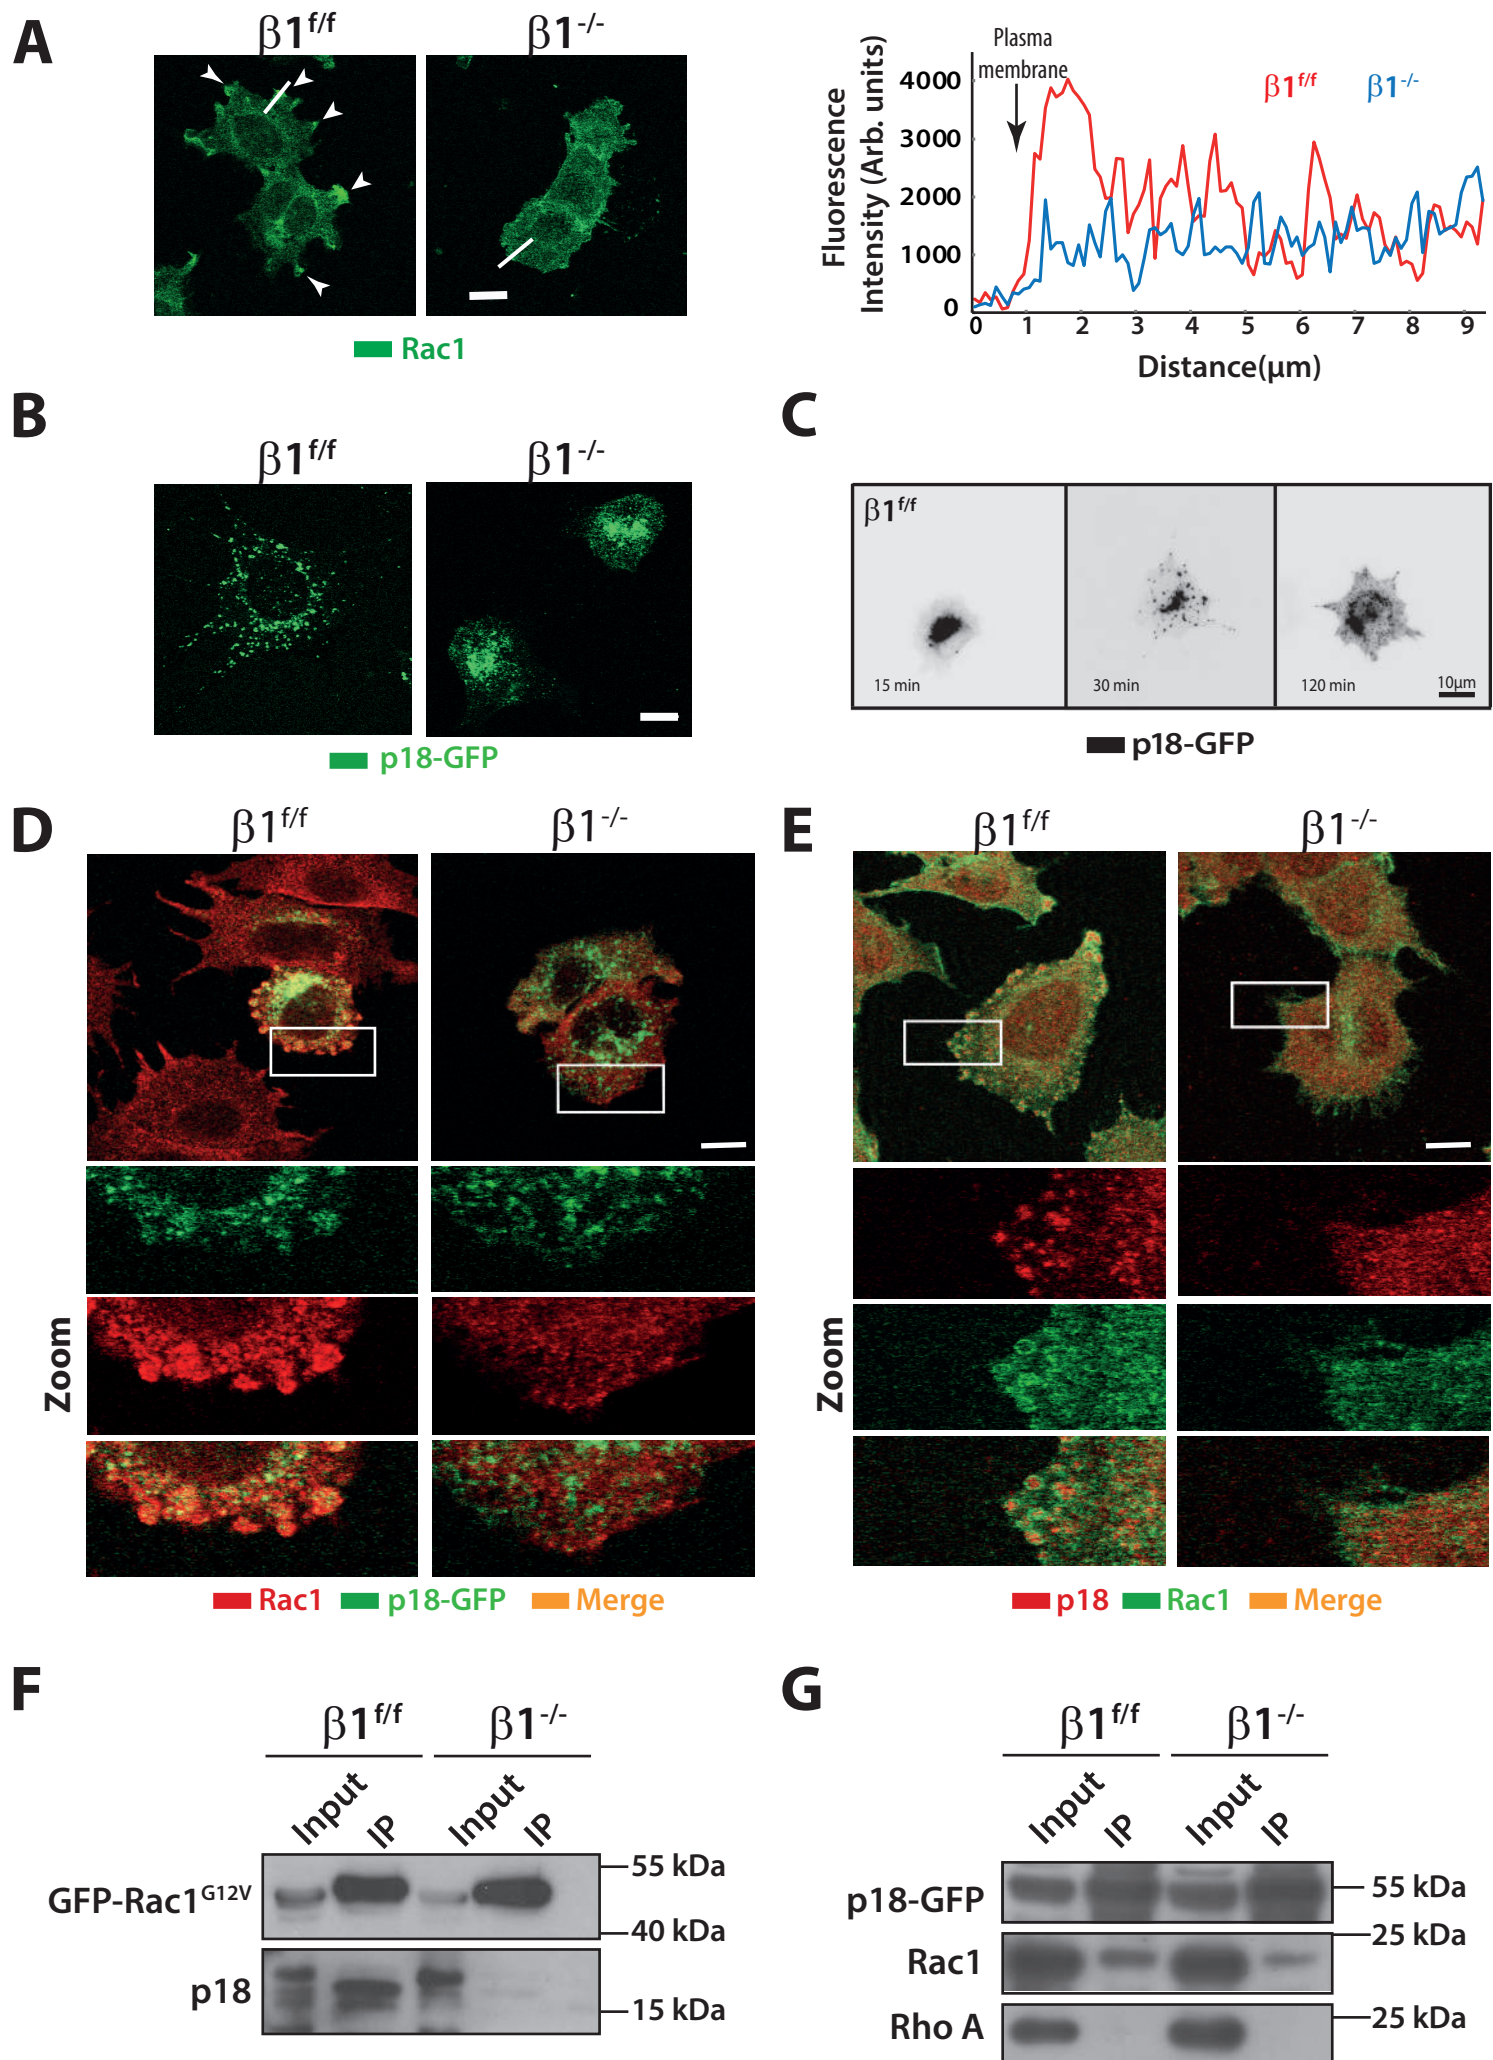 A
β1f/f
β1-/-
Rac1
Plasma
membrane
β1f/f
β1-/-
Fluorescence
Intensity (Arb. units)
4000
3000
2000
1000
0
0 1 2 3 4 5 6 7 8 9
Distance(µm)
B
β1f/f
β1-/-
p18-GFP
C
β1f/f
15 min
30 min
120 min
10µm
p18-GFP
D
β1f/f
β1-/-
Zoom
Rac1 p18-GFP Merge
E
β1f/f
β1-/-
Zoom
p18 Rac1 Merge
F
β1f/f
β1-/-
Input IP Input IP
GFP-Rac1G12V
55 kDa
40 kDa
p18
15 kDa
G
β1f/f
β1-/-
Input IP Input IP
p18-GFP
55 kDa
Rac1
25 kDa
Rho A
25 kDa